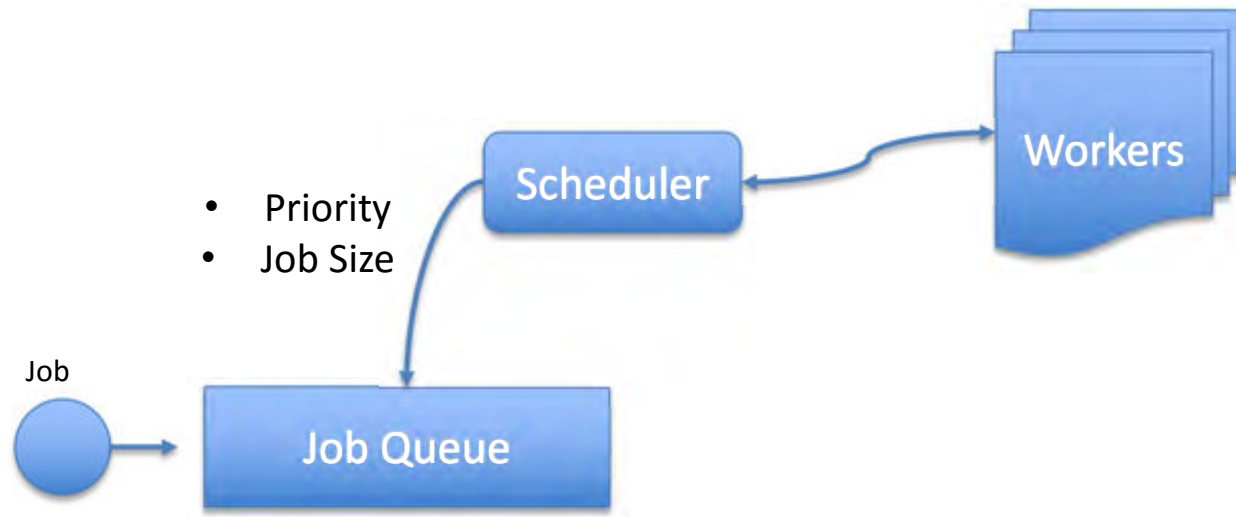 Workers
Scheduler
• Priority
• Job Size
Job
Job Queue